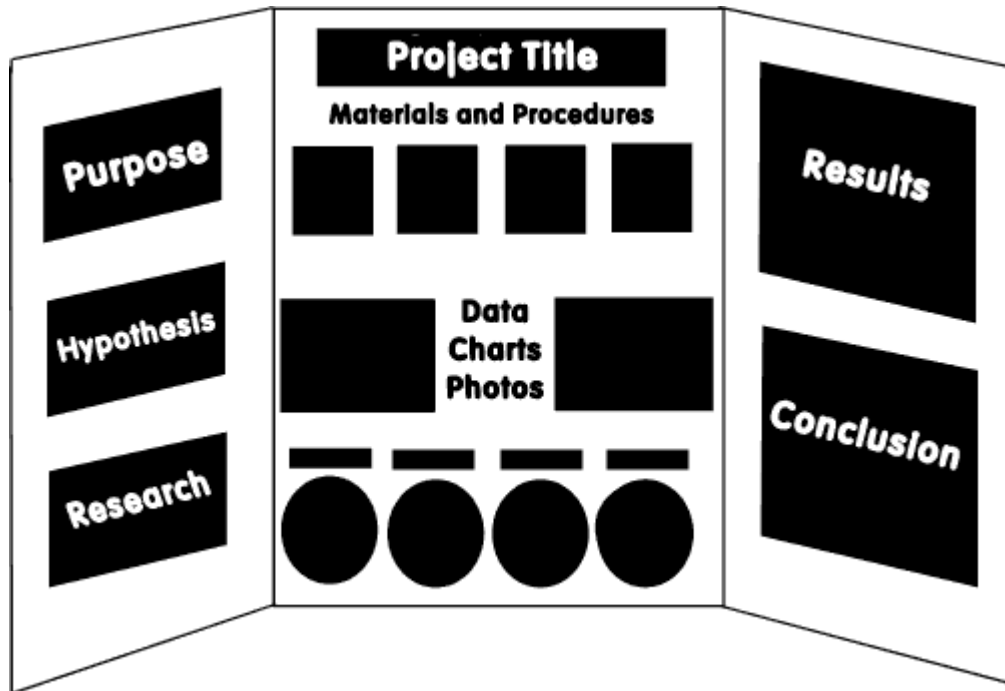 Project Title
Materials and Procedures
Purpose
Hypothesis
Research
Data
Charts
Photos
Results
Conclusion